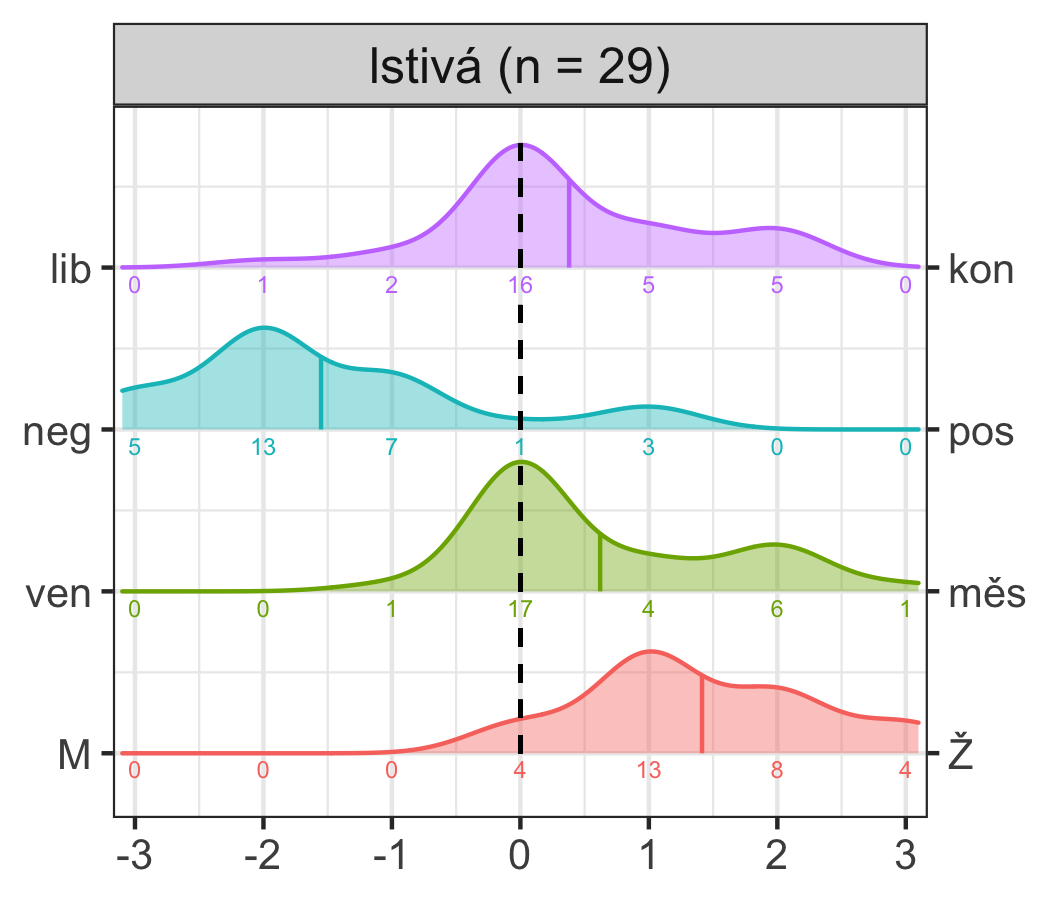 lstivá (n = 29)
lib kon
0 1 2 16 5 5 0
neg pos
5 13 7 1 3 0 0
ven měs
0 0 1 17 4 6 1
M Ž
0 0 0 4 13 8 4
-3 -2 -1 0 1 2 3